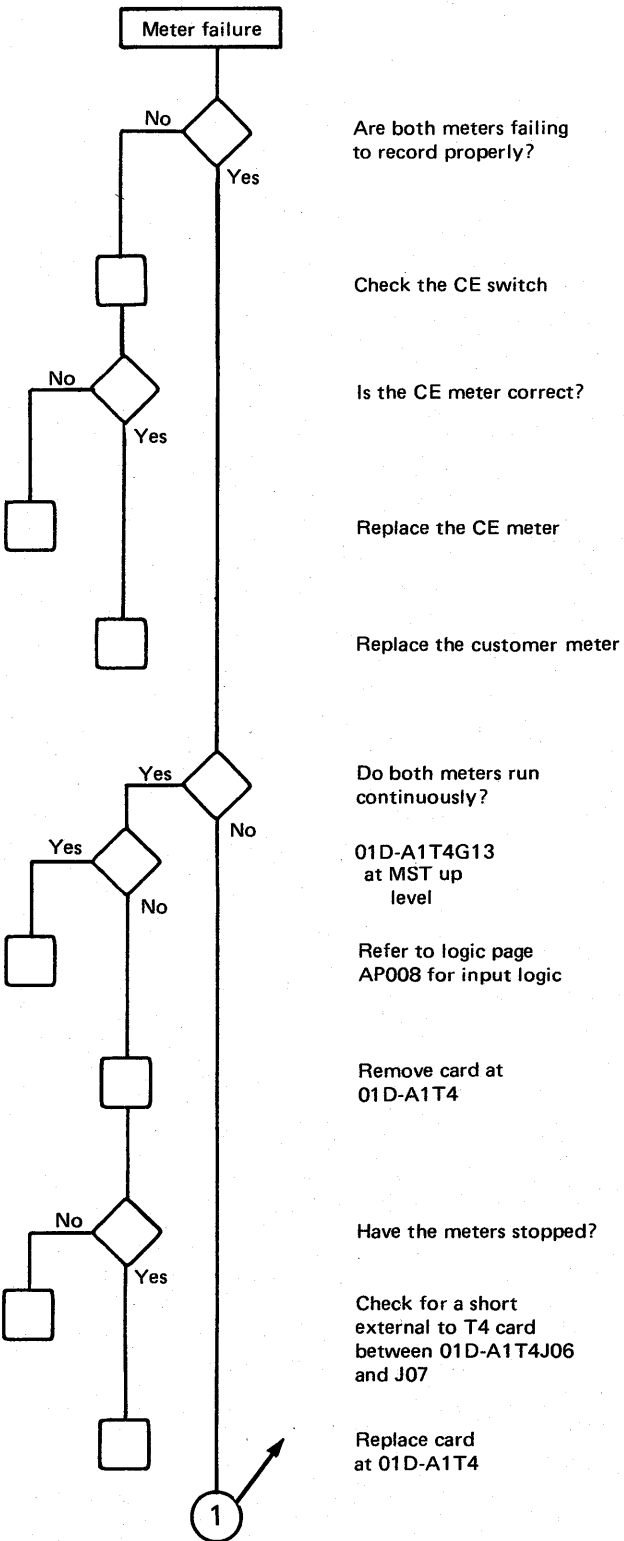 Meter failure
No
Are both meters failing
to record properly?
Yes
Check the CE switch
No
Is the CE meter correct?
Yes
Replace the CE meter
Replace the customer meter
Yes
Do both meters run
continuously?
No
Yes
01D-A1T4G13
at MST up
level
No
Refer to logic page
AP008 for input logic
Remove card at
01D-A1T4
No
Have the meters stopped?
Yes
Check for a short
external to T4 card
between 01D-A1T4J06
and J07
Replace card
at 01D-A1T4
1